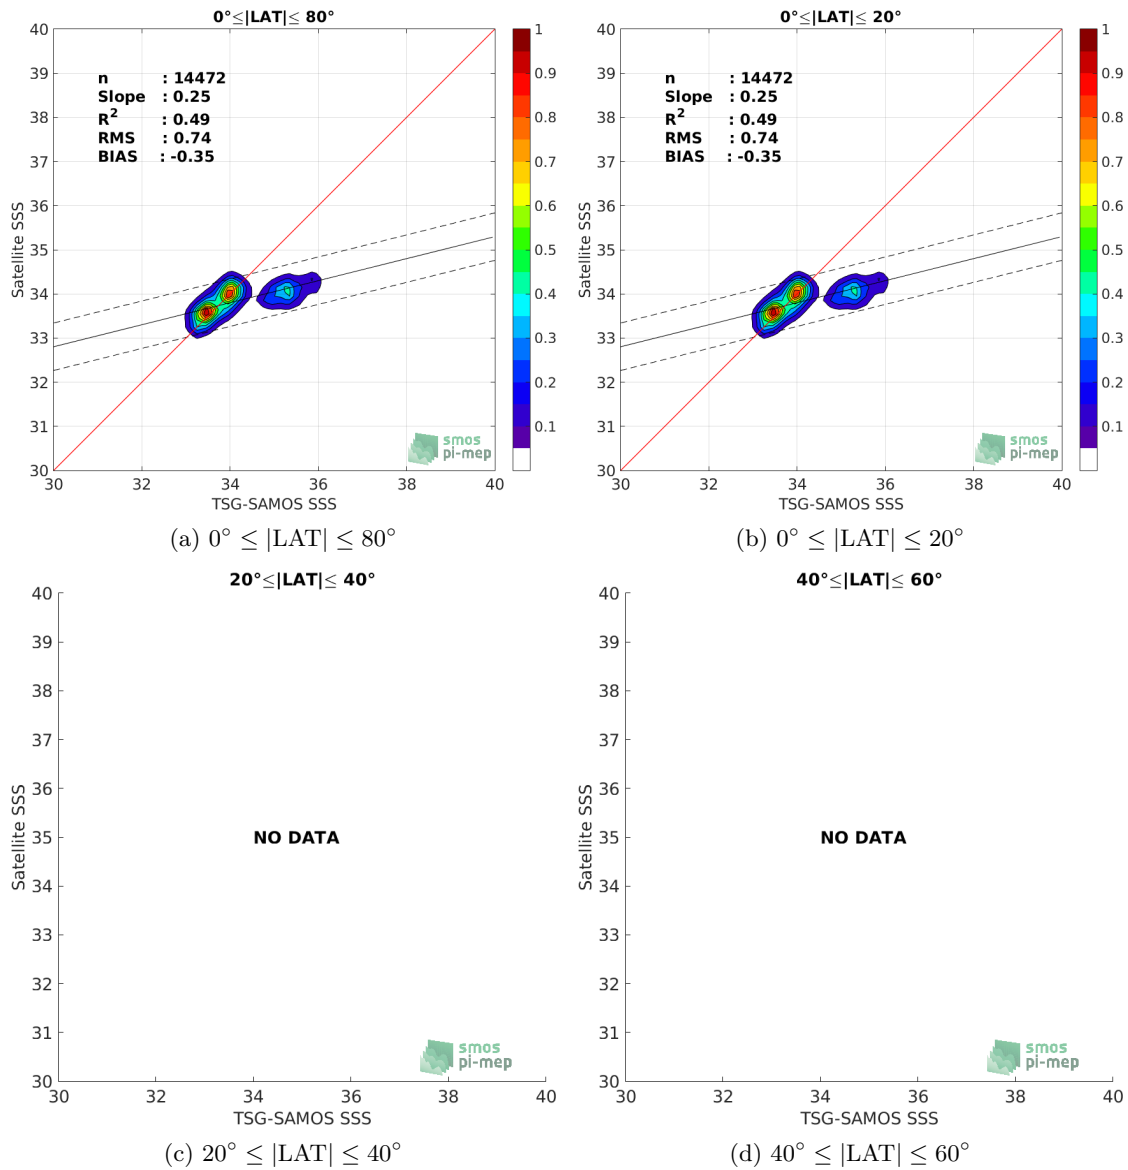 0°≤|LAT|≤ 80°
40
39
38
37
36
35
34
33
32
31
30
Satellite SSS
n : 14472
Slope : 0.25
R² : 0.49
RMS : 0.74
BIAS : -0.35
smos
pi-mep
30 32 34 36 38 40
TSG-SAMOS SSS
1
0.9
0.8
0.7
0.6
0.5
0.4
0.3
0.2
0.1
(a) 0° ≤ |LAT| ≤ 80°
0°≤|LAT|≤ 20°
40
39
38
37
36
35
34
33
32
31
30
Satellite SSS
n : 14472
Slope : 0.25
R² : 0.49
RMS : 0.74
BIAS : -0.35
smos
pi-mep
30 32 34 36 38 40
TSG-SAMOS SSS
1
0.9
0.8
0.7
0.6
0.5
0.4
0.3
0.2
0.1
(b) 0° ≤ |LAT| ≤ 20°
20°≤|LAT|≤ 40°
40
39
38
37
36
35
34
33
32
31
30
Satellite SSS
NO DATA
smos
pi-mep
30 32 34 36 38 40
TSG-SAMOS SSS
(c) 20° ≤ |LAT| ≤ 40°
40°≤|LAT|≤ 60°
40
39
38
37
36
35
34
33
32
31
30
Satellite SSS
NO DATA
smos
pi-mep
30 32 34 36 38 40
TSG-SAMOS SSS
(d) 40° ≤ |LAT| ≤ 60°